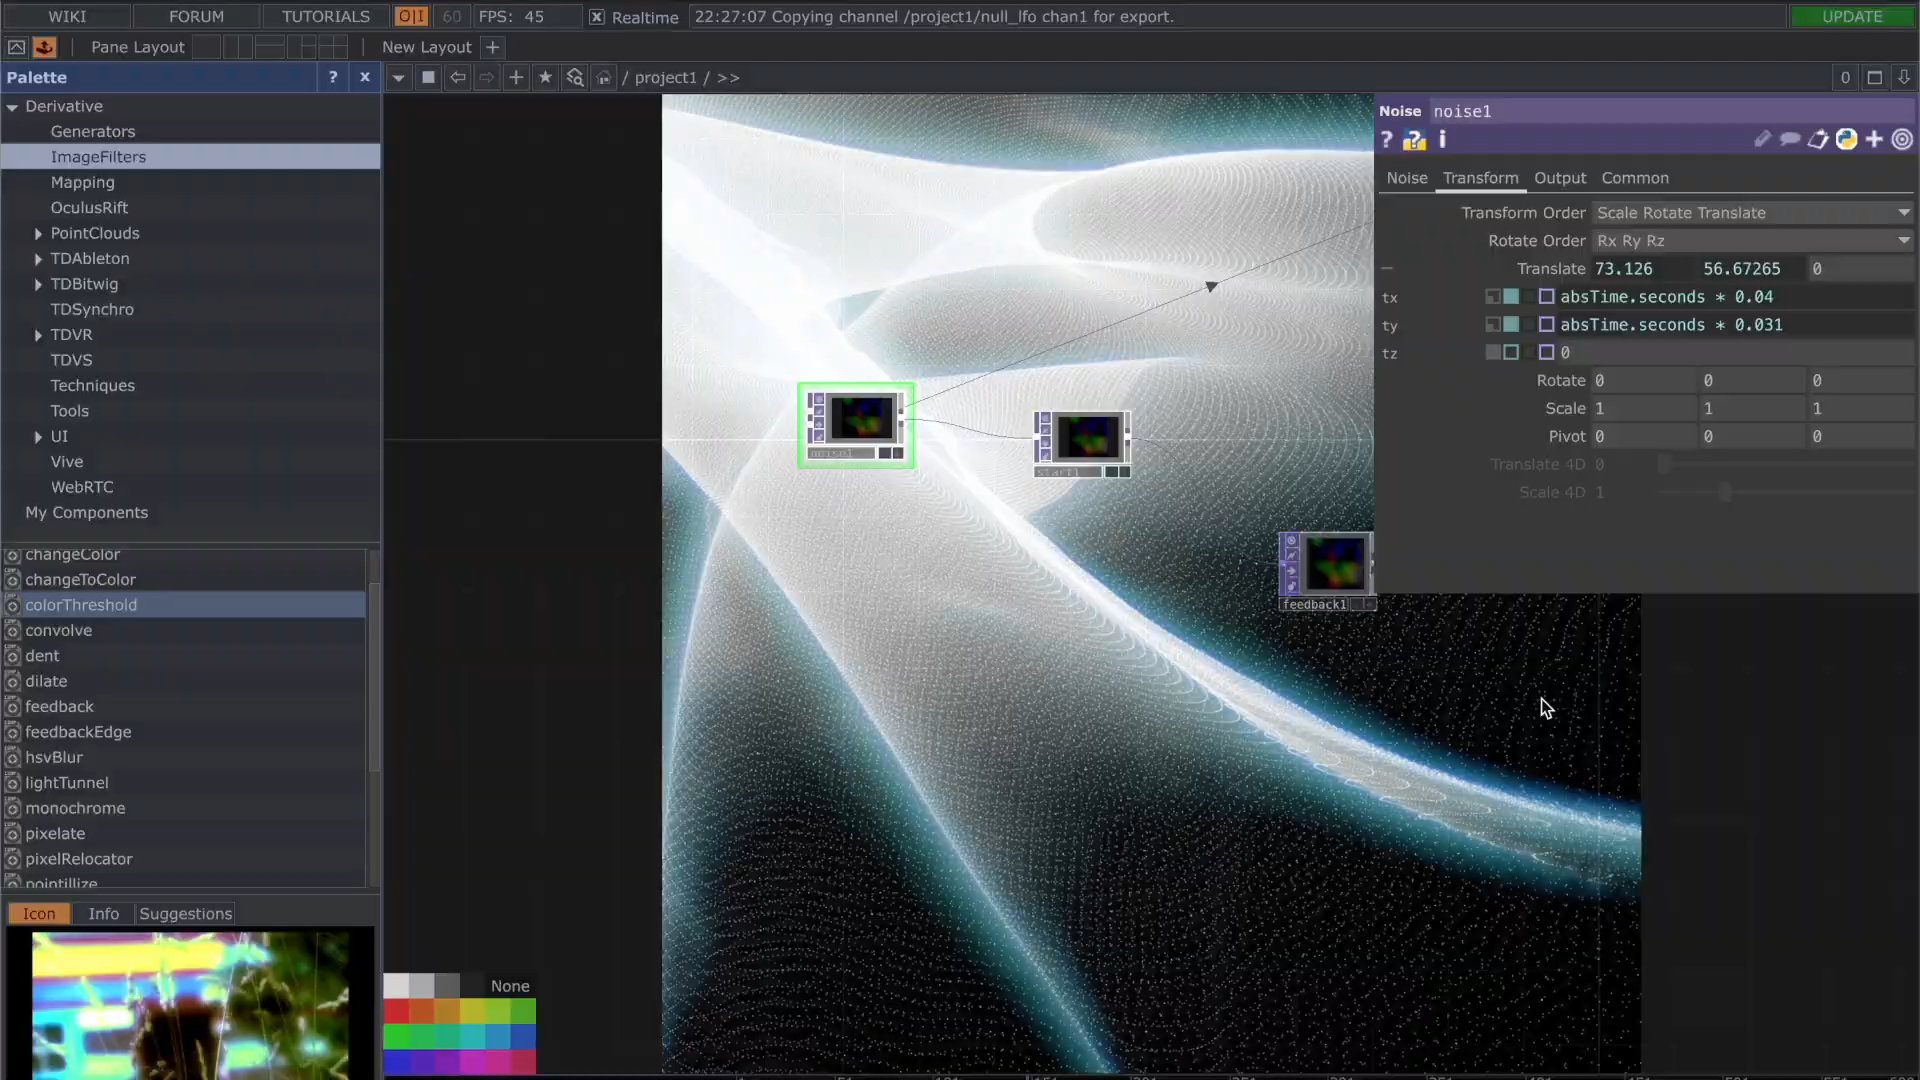 WIKI FORUM TUTORIALS O|I 60 FPS: 45 Realtime 22:27:07 Copying channel /project1/null_lfo chan1 for export. UPDATE
Pane Layout New Layout +
Palette ? x / project1 / >> 0
Derivative
Generators
ImageFilters
Mapping
OculusRift
PointClouds
TDAbleton
TDBitwig
TDSynchro
TDVR
TDVS
Techniques
Tools
UI
Vive
WebRTC
My Components
changeColor
changeToColor
colorThreshold
convolve
dent
dilate
feedback
feedbackEdge
hsvBlur
lightTunnel
monochrome
pixelate
pixelRelocator
pointillize
Icon Info Suggestions
None
noise1
feedback1
Noise noise1
? ? i
Noise Transform Output Common
Transform Order Scale Rotate Translate
Rotate Order Rx Ry Rz
Translate 73.126 56.67265 0
tx absTime.seconds * 0.04
ty absTime.seconds * 0.031
tz 0
Rotate 0 0 0
Scale 1 1 1
Pivot 0 0 0
Translate 4D 0
Scale 4D 1